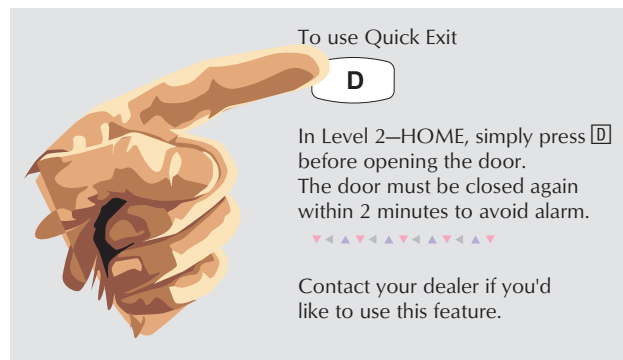 To use Quick Exit
D
In Level 2—HOME, simply press D
before opening the door.
The door must be closed again
within 2 minutes to avoid alarm.
Contact your dealer if you'd
like to use this feature.